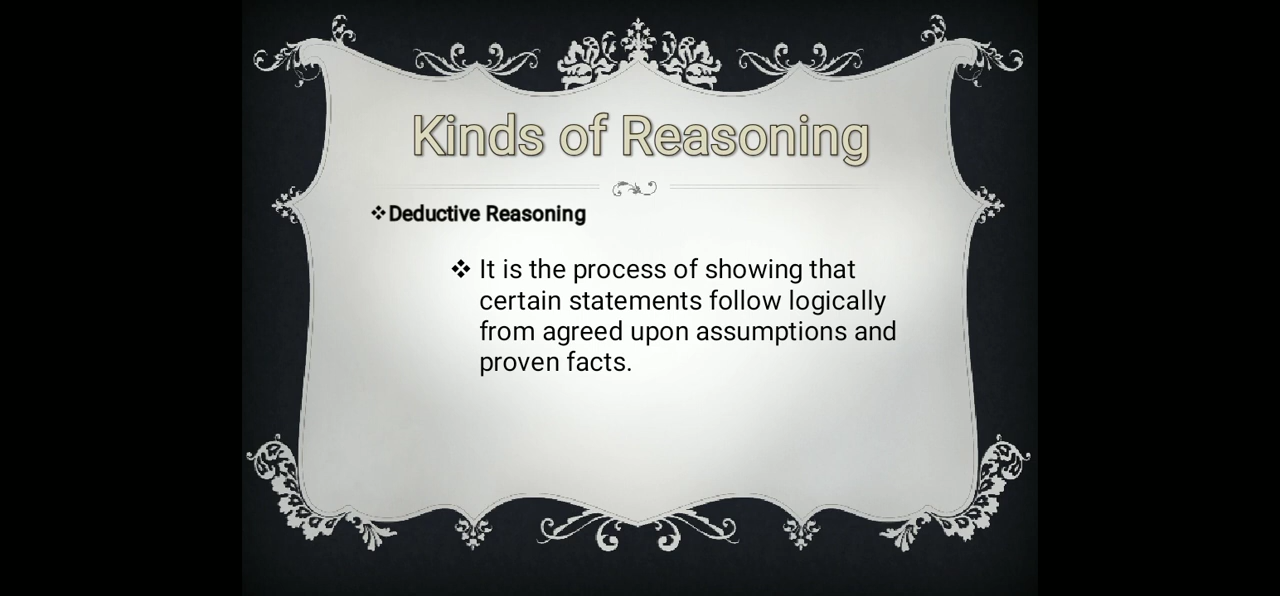 Kinds of Reasoning
❖Deductive Reasoning
❖ It is the process of showing that
certain statements follow logically
from agreed upon assumptions and
proven facts.